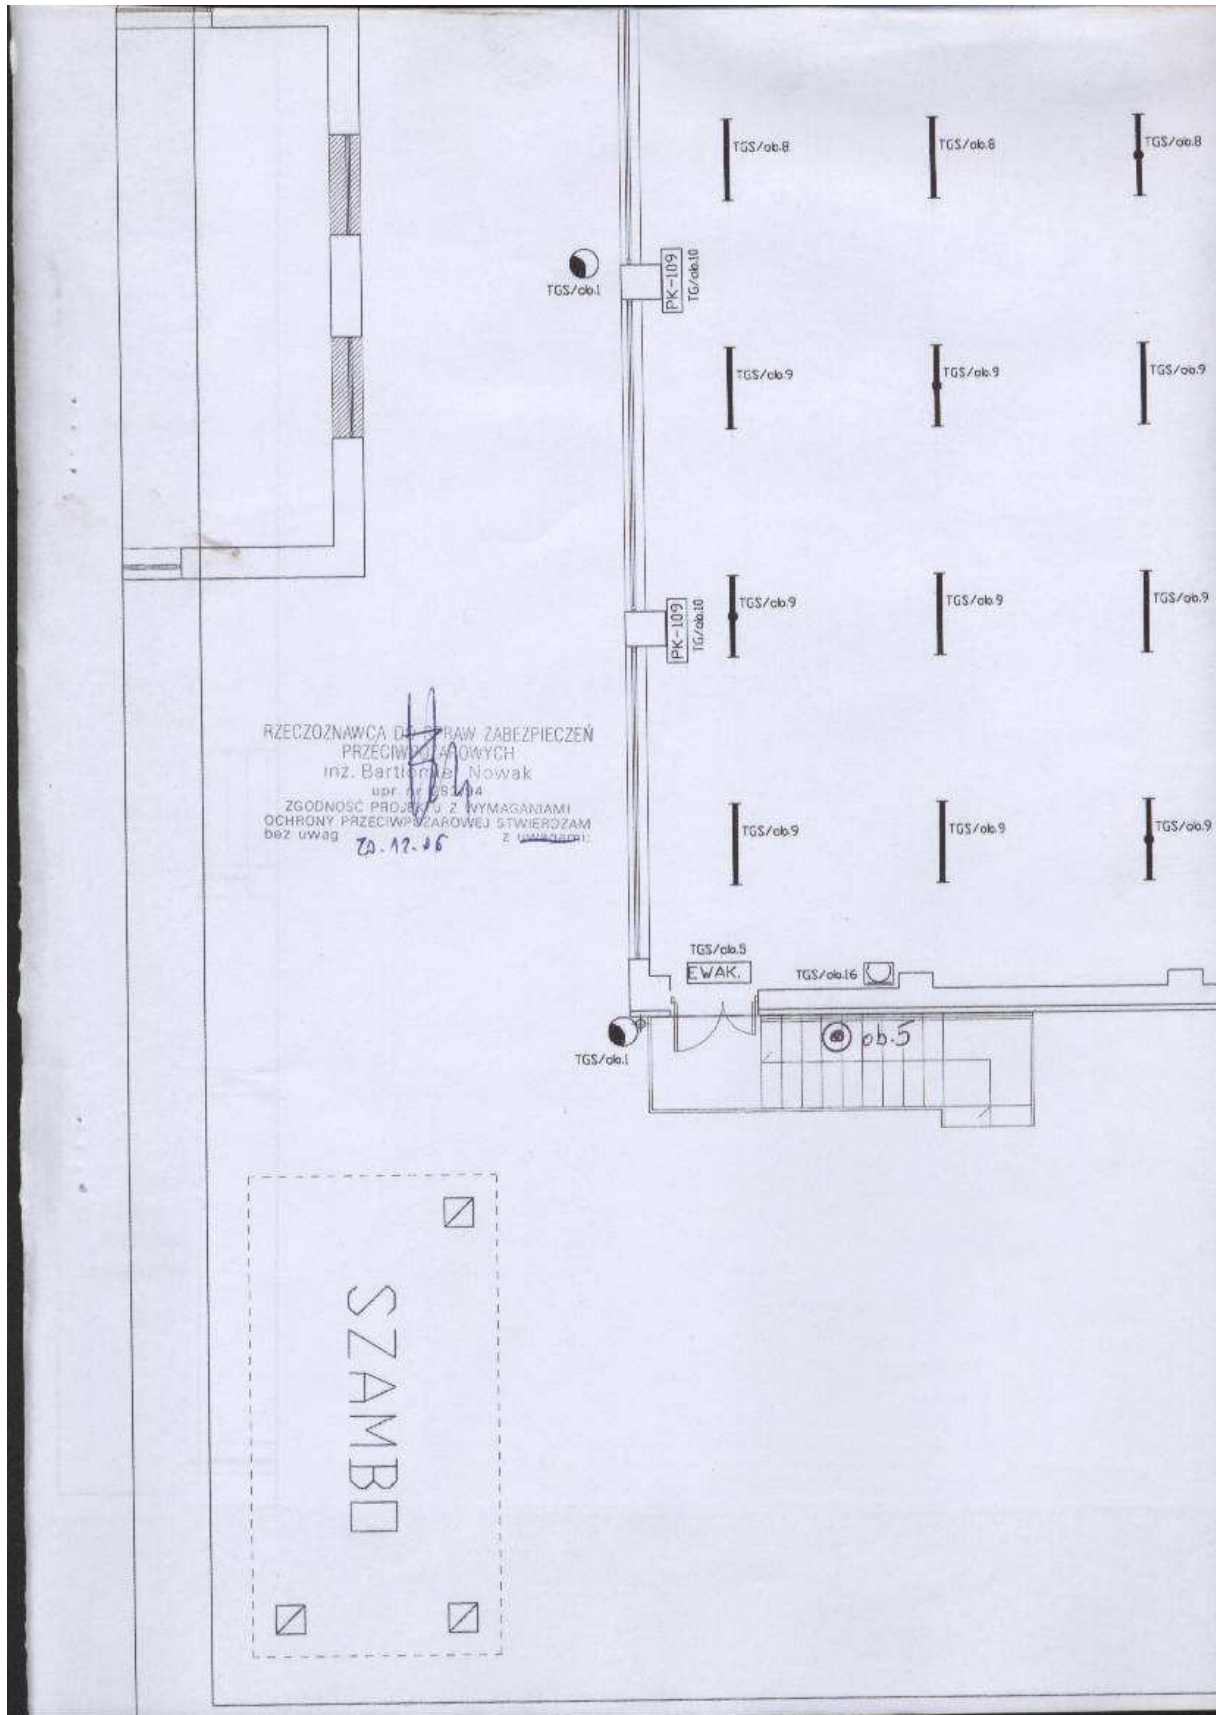 TGS/ob.8
TGS/ob.8
TGS/ob.8
TGS/ob.1
PK-109
TG/ob.10
TGS/ob.9
TGS/ob.9
TGS/ob.9
PK-109
TG/ob.10
TGS/ob.9
TGS/ob.9
TGS/ob.9
RZECZOZNAWCA DO SPRAW ZABEZPIECZEŃ
PRZECIWPOŻAROWYCH
inż. Bartłomiej Nowak
upr. nr
ZGODNOŚĆ PROJEKTU Z WYMAGANIAMI
OCHRONY PRZECIWPOŻAROWEJ STWIERDZAM
bez uwag z uwagami:
TGS/ob.9
TGS/ob.9
TGS/ob.9
TGS/ob.5
EWAK.
TGS/ob.16
TGS/ob.1
ob.5
SZAMBO